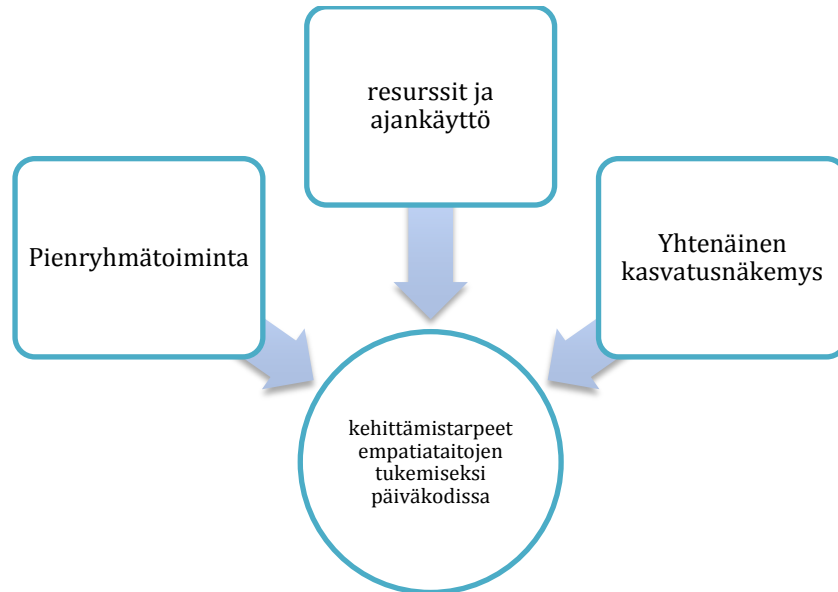 resurssit ja
ajankäyttö
Pienryhmätoiminta
Yhtenäinen
kasvatusnäkemys
kehittämistarpeet
empatiataitojen
tukemiseksi
päiväkodissa